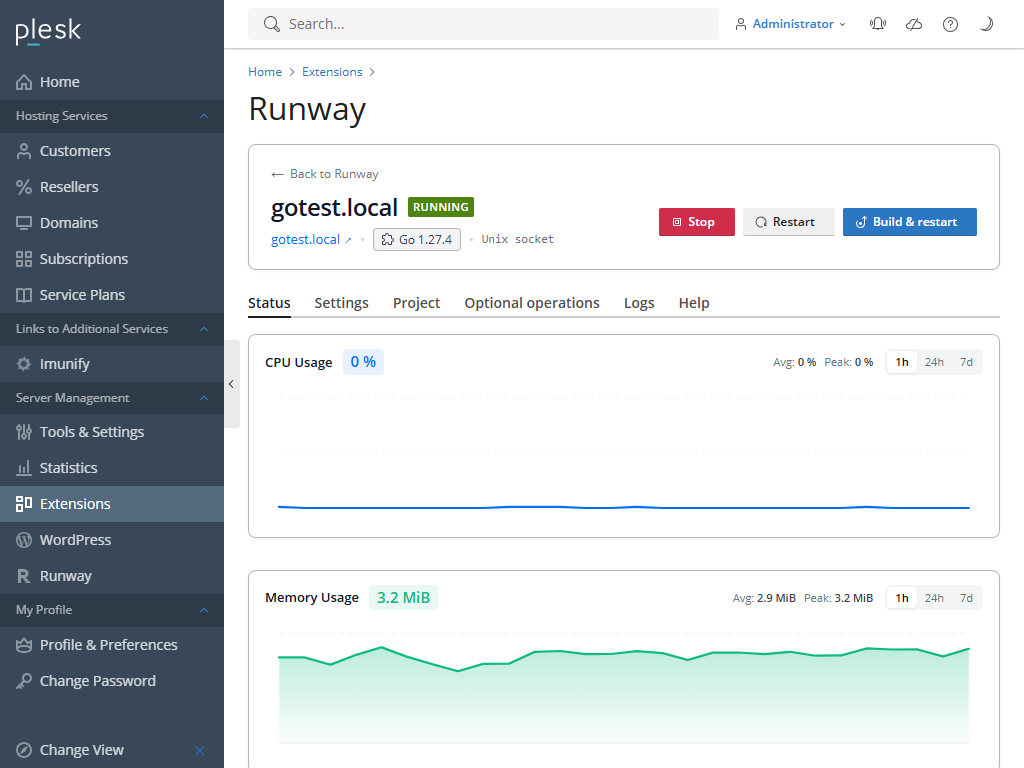 plesk
Search...
Administrator
Home
Hosting Services
Customers
Resellers
Domains
Subscriptions
Service Plans
Links to Additional Services
Imunify
Server Management
Tools & Settings
Statistics
Extensions
WordPress
Runway
My Profile
Profile & Preferences
Change Password
Change View
Home > Extensions >
Runway
← Back to Runway
gotest.local RUNNING
gotest.local ↗ • Go 1.27.4 • Unix socket
Stop Restart Build & restart
Status Settings Project Optional operations Logs Help
CPU Usage 0 % Avg: 0 % Peak: 0 % 1h 24h 7d
Memory Usage 3.2 MiB Avg: 2.9 MiB Peak: 3.2 MiB 1h 24h 7d